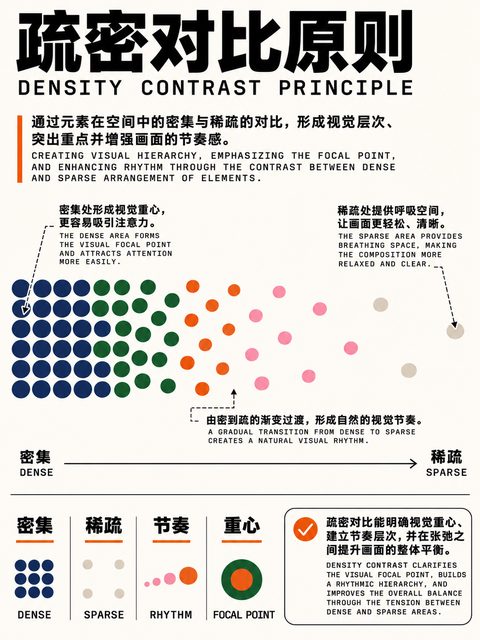 疏密对比原则
DENSITY CONTRAST PRINCIPLE
通过元素在空间中的密集与稀疏的对比，形成视觉层次、
突出重点并增强画面的节奏感。
CREATING VISUAL HIERARCHY, EMPHASIZING THE FOCAL POINT,
AND ENHANCING RHYTHM THROUGH THE CONTRAST BETWEEN DENSE
AND SPARSE ARRANGEMENT OF ELEMENTS.
密集处形成视觉重心，
更容易吸引注意力。
THE DENSE AREA FORMS
THE VISUAL FOCAL POINT
AND ATTRACTS ATTENTION
MORE EASILY.
稀疏处提供呼吸空间，
让画面更轻松、清晰。
THE SPARSE AREA PROVIDES
BREATHING SPACE, MAKING
THE COMPOSITION MORE
RELAXED AND CLEAR.
由密到疏的渐变过渡，形成自然的视觉节奏。
A GRADUAL TRANSITION FROM DENSE TO SPARSE
CREATES A NATURAL VISUAL RHYTHM.
密集
DENSE
稀疏
SPARSE
密集
DENSE
稀疏
SPARSE
节奏
RHYTHM
重心
FOCAL POINT
疏密对比能明确视觉重心、
建立节奏层次，并在张弛之
间提升画面的整体平衡。
DENSITY CONTRAST CLARIFIES
THE VISUAL FOCAL POINT, BUILDS
A RHYTHMIC HIERARCHY, AND
IMPROVES THE OVERALL BALANCE
THROUGH THE TENSION BETWEEN
DENSE AND SPARSE AREAS.